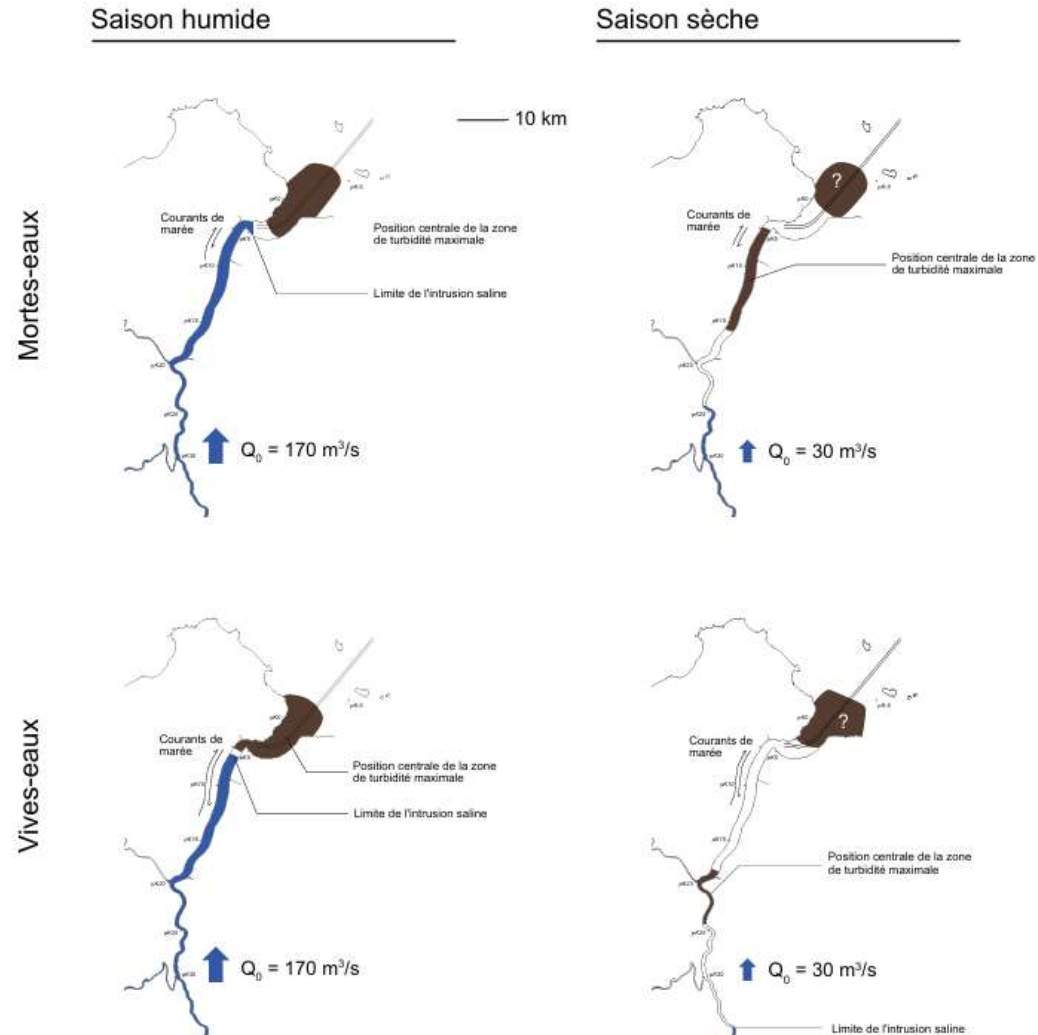 Saison humide
Saison sèche
Mortes-eaux
10 km
Courants de
marée
Position centrale de la zone
de turbidité maximale
Limite de l'intrusion saline
Q₀ = 170 m³/s
?
Courants de
marée
Position centrale de la zone
de turbidité maximale
Q₀ = 30 m³/s
Vives-eaux
Courants de
marée
Position centrale de la zone
de turbidité maximale
Limite de l'intrusion saline
Q₀ = 170 m³/s
?
Courants de
marée
Position centrale de la zone
de turbidité maximale
Q₀ = 30 m³/s
Limite de l'intrusion saline